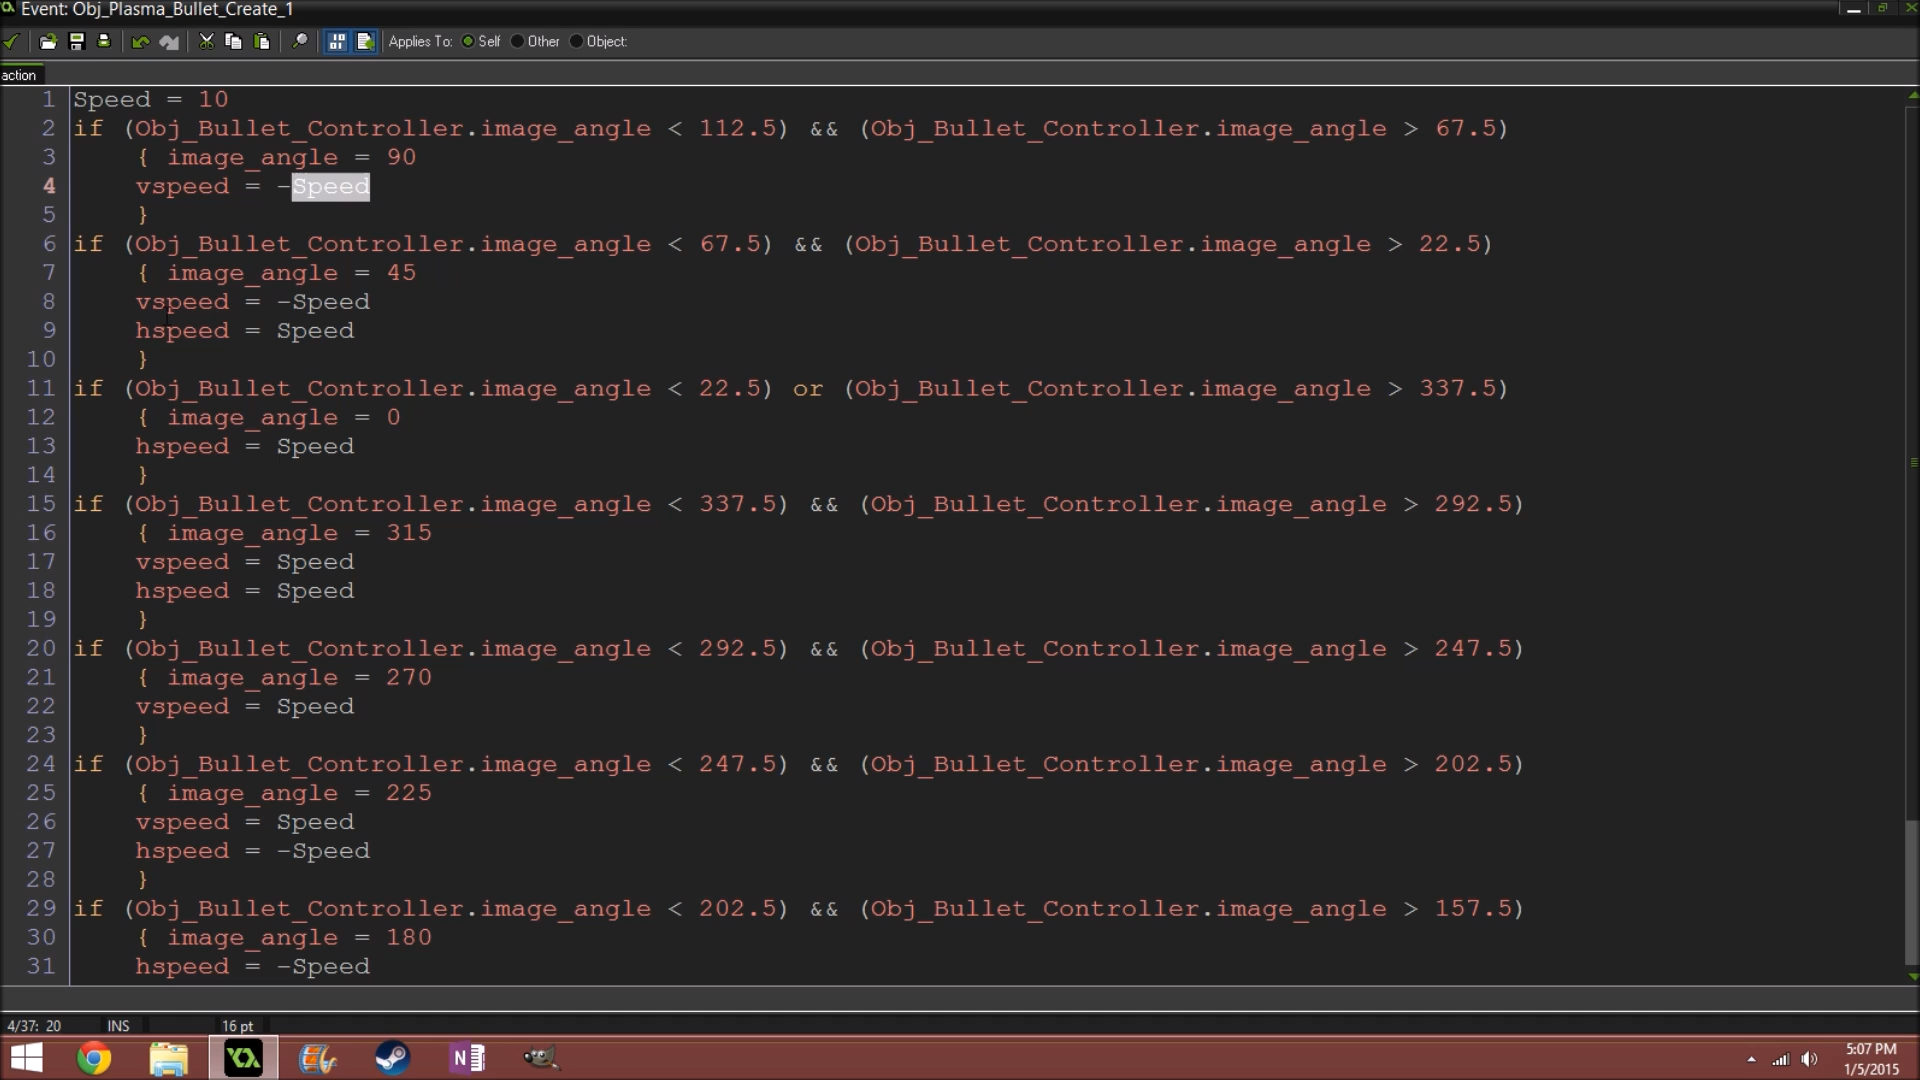 Event: Obj_Plasma_Bullet_Create_1
Applies To: Self Other Object:
action
1 Speed = 10
2 if (Obj_Bullet_Controller.image_angle < 112.5) && (Obj_Bullet_Controller.image_angle > 67.5)
3 { image_angle = 90
4 vspeed = -Speed
5 }
6 if (Obj_Bullet_Controller.image_angle < 67.5) && (Obj_Bullet_Controller.image_angle > 22.5)
7 { image_angle = 45
8 vspeed = -Speed
9 hspeed = Speed
10 }
11 if (Obj_Bullet_Controller.image_angle < 22.5) or (Obj_Bullet_Controller.image_angle > 337.5)
12 { image_angle = 0
13 hspeed = Speed
14 }
15 if (Obj_Bullet_Controller.image_angle < 337.5) && (Obj_Bullet_Controller.image_angle > 292.5)
16 { image_angle = 315
17 vspeed = Speed
18 hspeed = Speed
19 }
20 if (Obj_Bullet_Controller.image_angle < 292.5) && (Obj_Bullet_Controller.image_angle > 247.5)
21 { image_angle = 270
22 vspeed = Speed
23 }
24 if (Obj_Bullet_Controller.image_angle < 247.5) && (Obj_Bullet_Controller.image_angle > 202.5)
25 { image_angle = 225
26 vspeed = Speed
27 hspeed = -Speed
28 }
29 if (Obj_Bullet_Controller.image_angle < 202.5) && (Obj_Bullet_Controller.image_angle > 157.5)
30 { image_angle = 180
31 hspeed = -Speed
4/37: 20 INS 16 pt
5:07 PM
1/5/2015